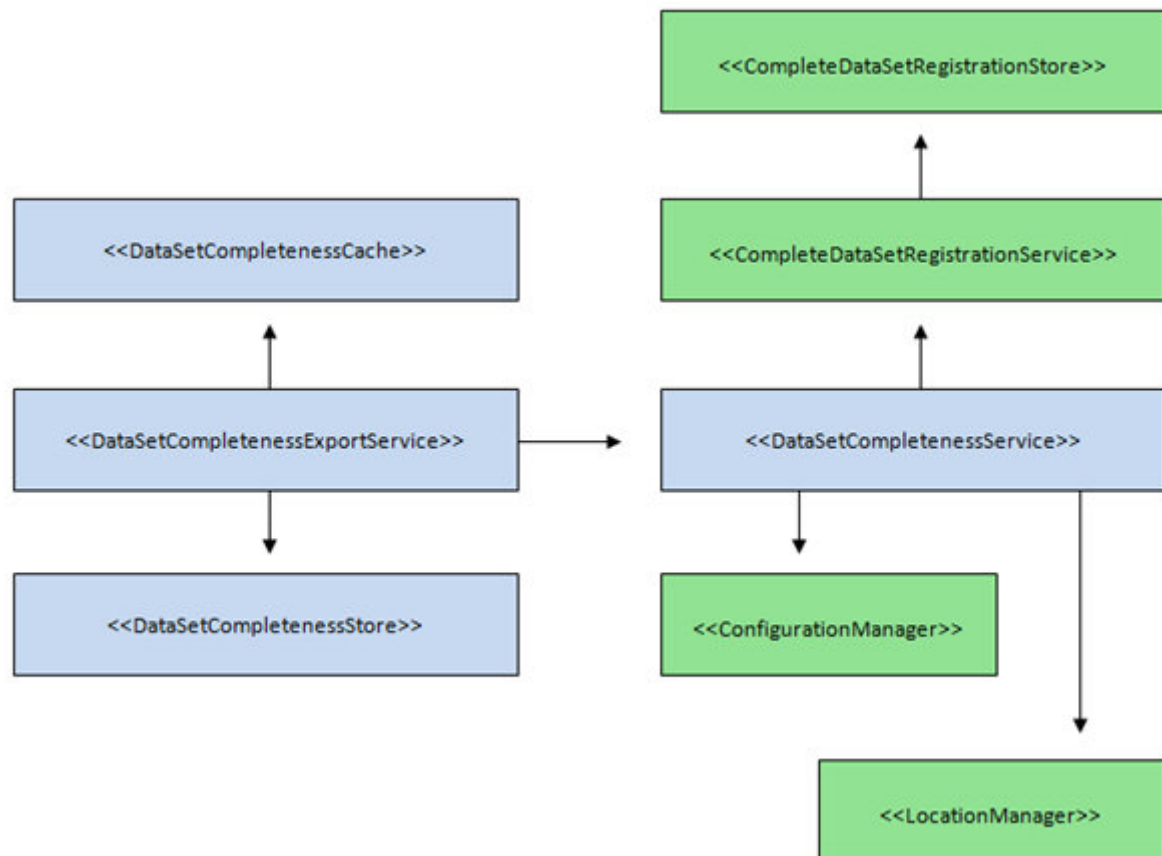 <<CompleteDataSetRegistrationStore>>
<<DataSetCompletenessCache>>
<<CompleteDataSetRegistrationService>>
<<DataSetCompletenessExportService>>
<<DataSetCompletenessService>>
<<DataSetCompletenessStore>>
<<ConfigurationManager>>
<<LocationManager>>